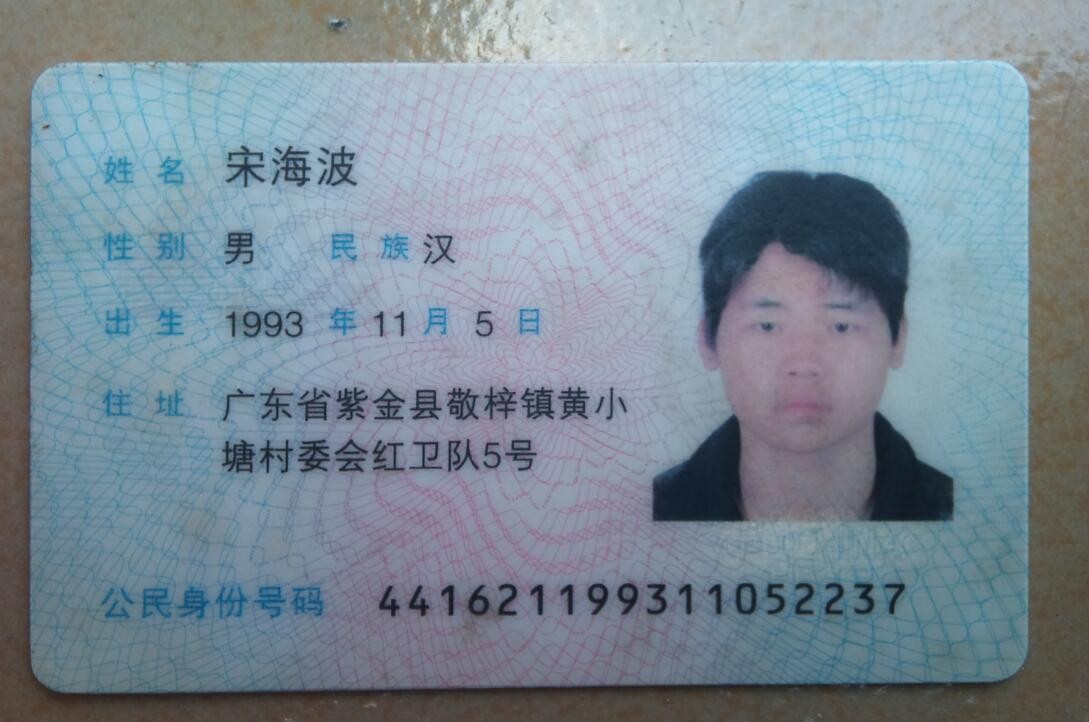 姓名 宋海波
性别 男 民族 汉
出生 1993 年 11 月 5 日
住址 广东省紫金县敬梓镇黄小
塘村委会红卫队5号
公民身份号码 441621199311052237